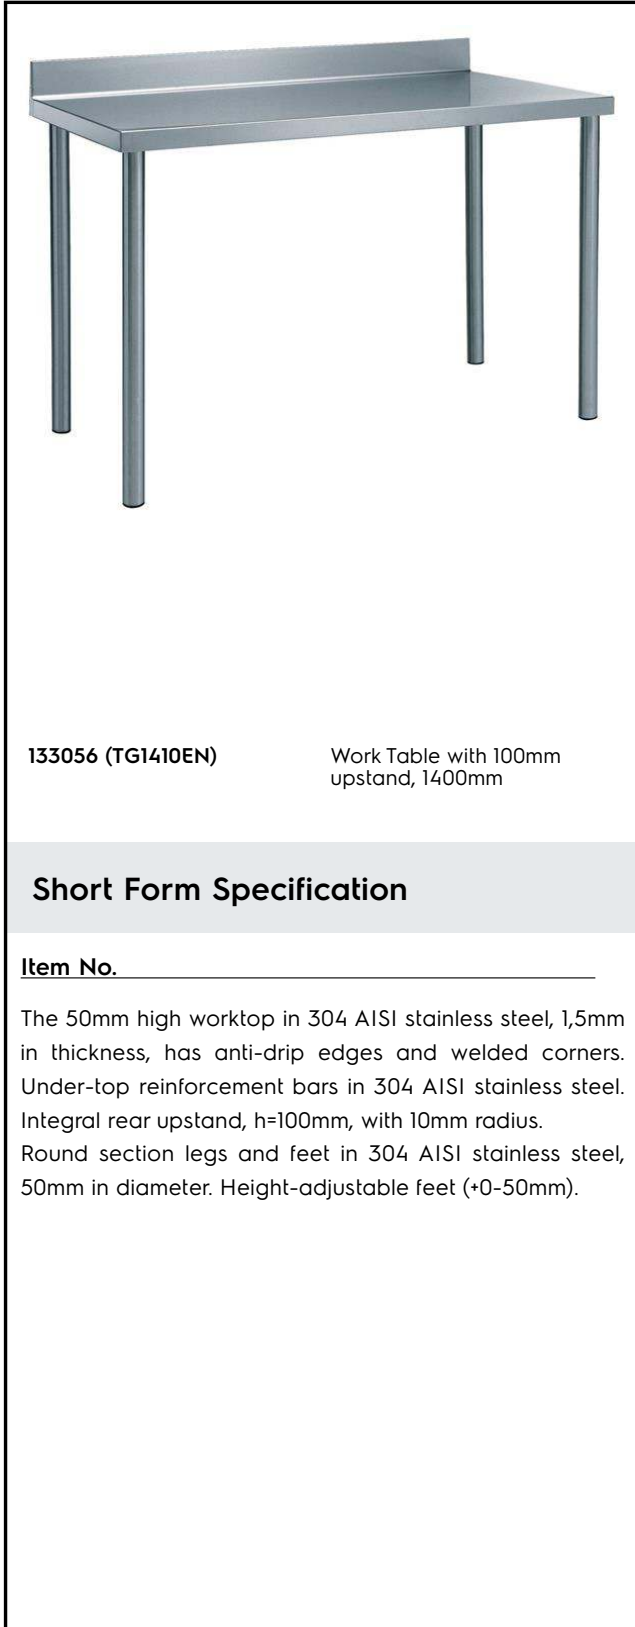 133056 (TG1410EN)
Work Table with 100mm
upstand, 1400mm
Short Form Specification
Item No.
The 50mm high worktop in 304 AISI stainless steel, 1,5mm
in thickness, has anti-drip edges and welded corners.
Under-top reinforcement bars in 304 AISI stainless steel.
Integral rear upstand, h=100mm, with 10mm radius.
Round section legs and feet in 304 AISI stainless steel,
50mm in diameter. Height-adjustable feet (+0-50mm).